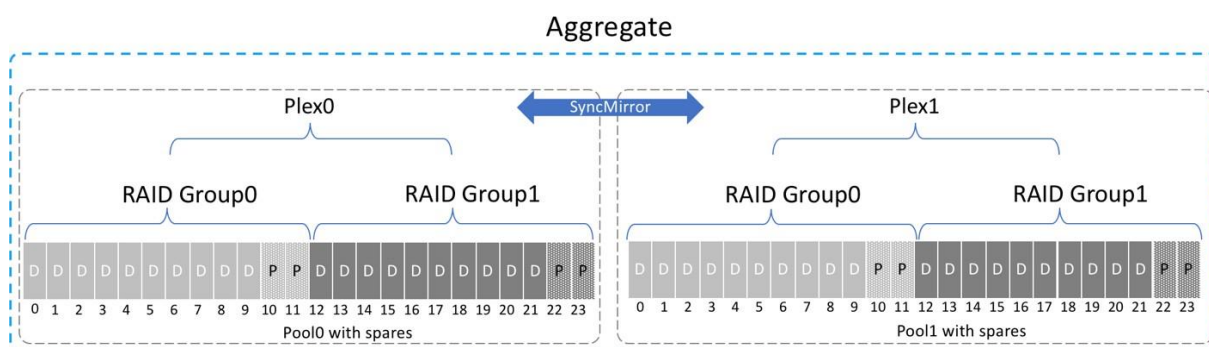 Aggregate
SyncMirror
Plex0
Plex1
RAID Group0
RAID Group1
RAID Group0
RAID Group1
D D D D D D D D D D P P D D D D D D D D D D P P
D D D D D D D D D D P P D D D D D D D D D D P P
0 1 2 3 4 5 6 7 8 9 10 11 12 13 14 15 16 17 18 19 20 21 22 23
0 1 2 3 4 5 6 7 8 9 10 11 12 13 14 15 16 17 18 19 20 21 22 23
Pool0 with spares
Pool1 with spares